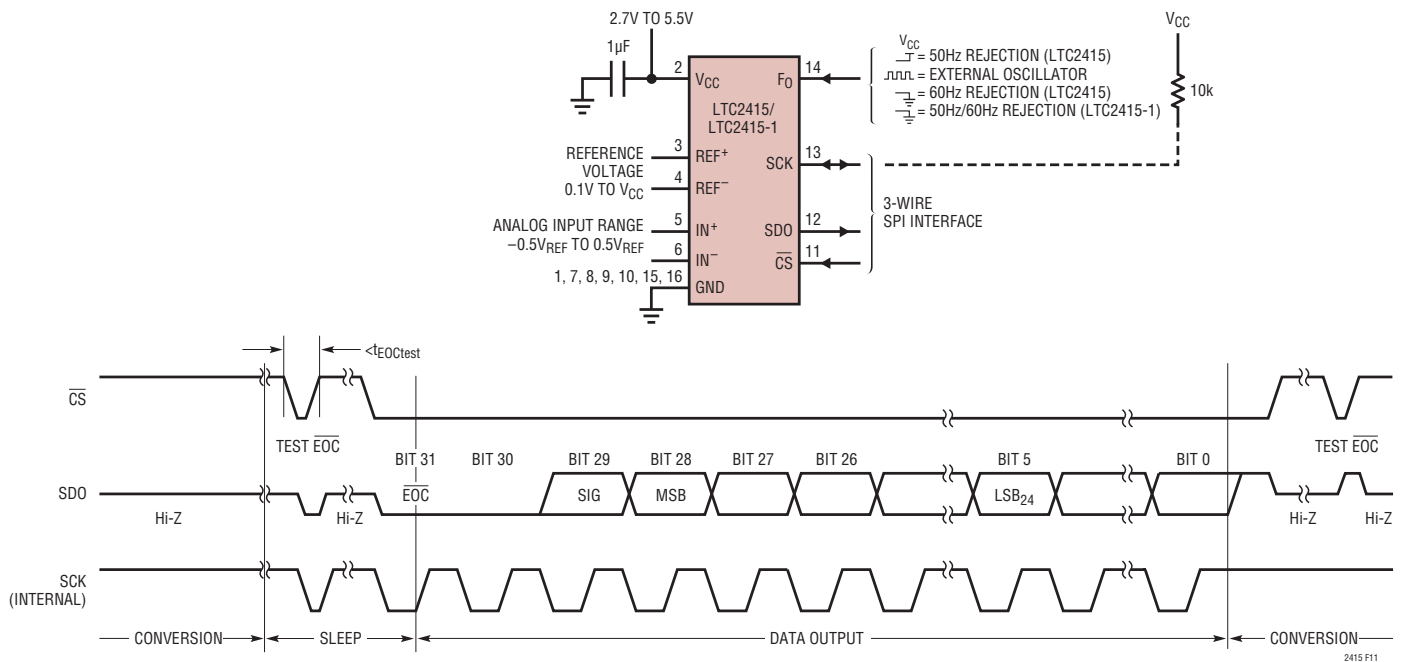 2.7V TO 5.5V
1µF
2
VCC
LTC2415/
LTC2415-1
FO
14
VCC
= 50Hz REJECTION (LTC2415)
= EXTERNAL OSCILLATOR
= 60Hz REJECTION (LTC2415)
= 50Hz/60Hz REJECTION (LTC2415-1)
VCC
10k
REFERENCE
VOLTAGE
0.1V TO VCC
3
REF+
4
REF−
SCK
13
3-WIRE
SPI INTERFACE
ANALOG INPUT RANGE
−0.5VREF TO 0.5VREF
5
IN+
6
IN−
SDO
12
CS
11
1, 7, 8, 9, 10, 15, 16
GND
<tEOCtest
CS
TEST EOC
TEST EOC
BIT 31
BIT 30
BIT 29
BIT 28
BIT 27
BIT 26
BIT 5
BIT 0
SDO
EOC
SIG
MSB
LSB24
Hi-Z
Hi-Z
Hi-Z
Hi-Z
SCK
(INTERNAL)
CONVERSION
SLEEP
DATA OUTPUT
CONVERSION
2415 F11